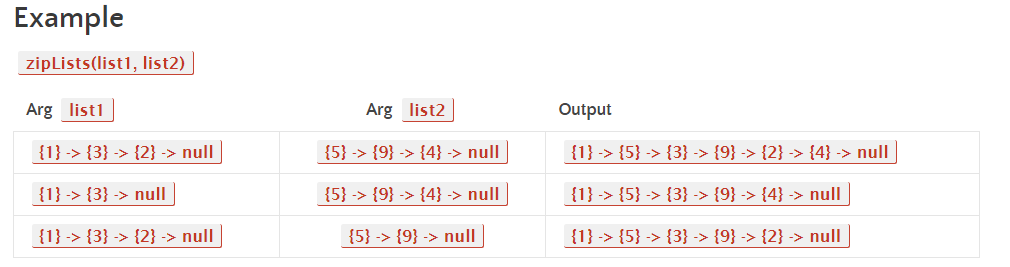 Example
zipLists(list1, list2)
Arg list1 Arg list2 Output
{1} -> {3} -> {2} -> null {5} -> {9} -> {4} -> null {1} -> {5} -> {3} -> {9} -> {2} -> {4} -> null
{1} -> {3} -> null {5} -> {9} -> {4} -> null {1} -> {5} -> {3} -> {9} -> {4} -> null
{1} -> {3} -> {2} -> null {5} -> {9} -> null {1} -> {5} -> {3} -> {9} -> {2} -> null